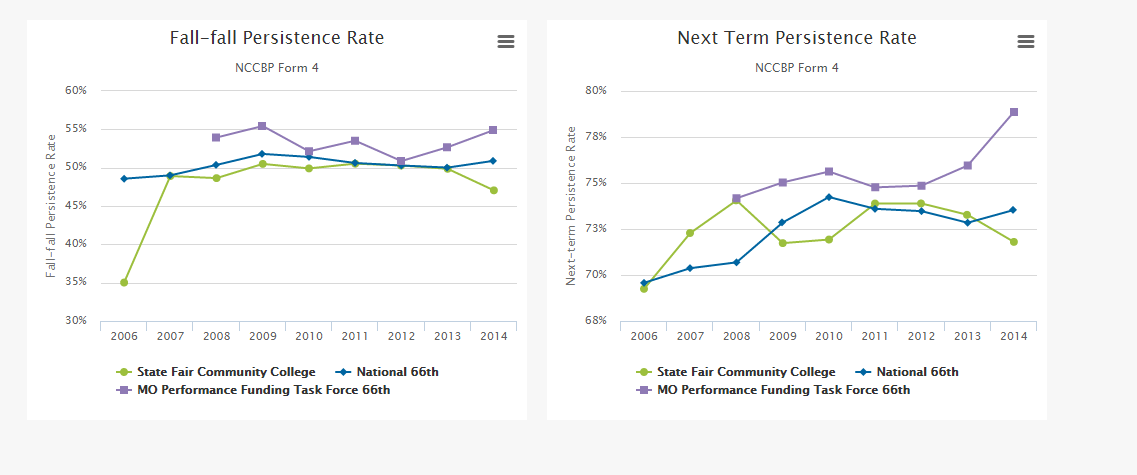 Fall-fall Persistence Rate
NCCBP Form 4
Fall-fall Persistence Rate
60%
55%
50%
45%
40%
35%
30%
2006 2007 2008 2009 2010 2011 2012 2013 2014
State Fair Community College National 66th
MO Performance Funding Task Force 66th
Next Term Persistence Rate
NCCBP Form 4
Next-term Persistence Rate
80%
78%
75%
73%
70%
68%
2006 2007 2008 2009 2010 2011 2012 2013 2014
State Fair Community College National 66th
MO Performance Funding Task Force 66th